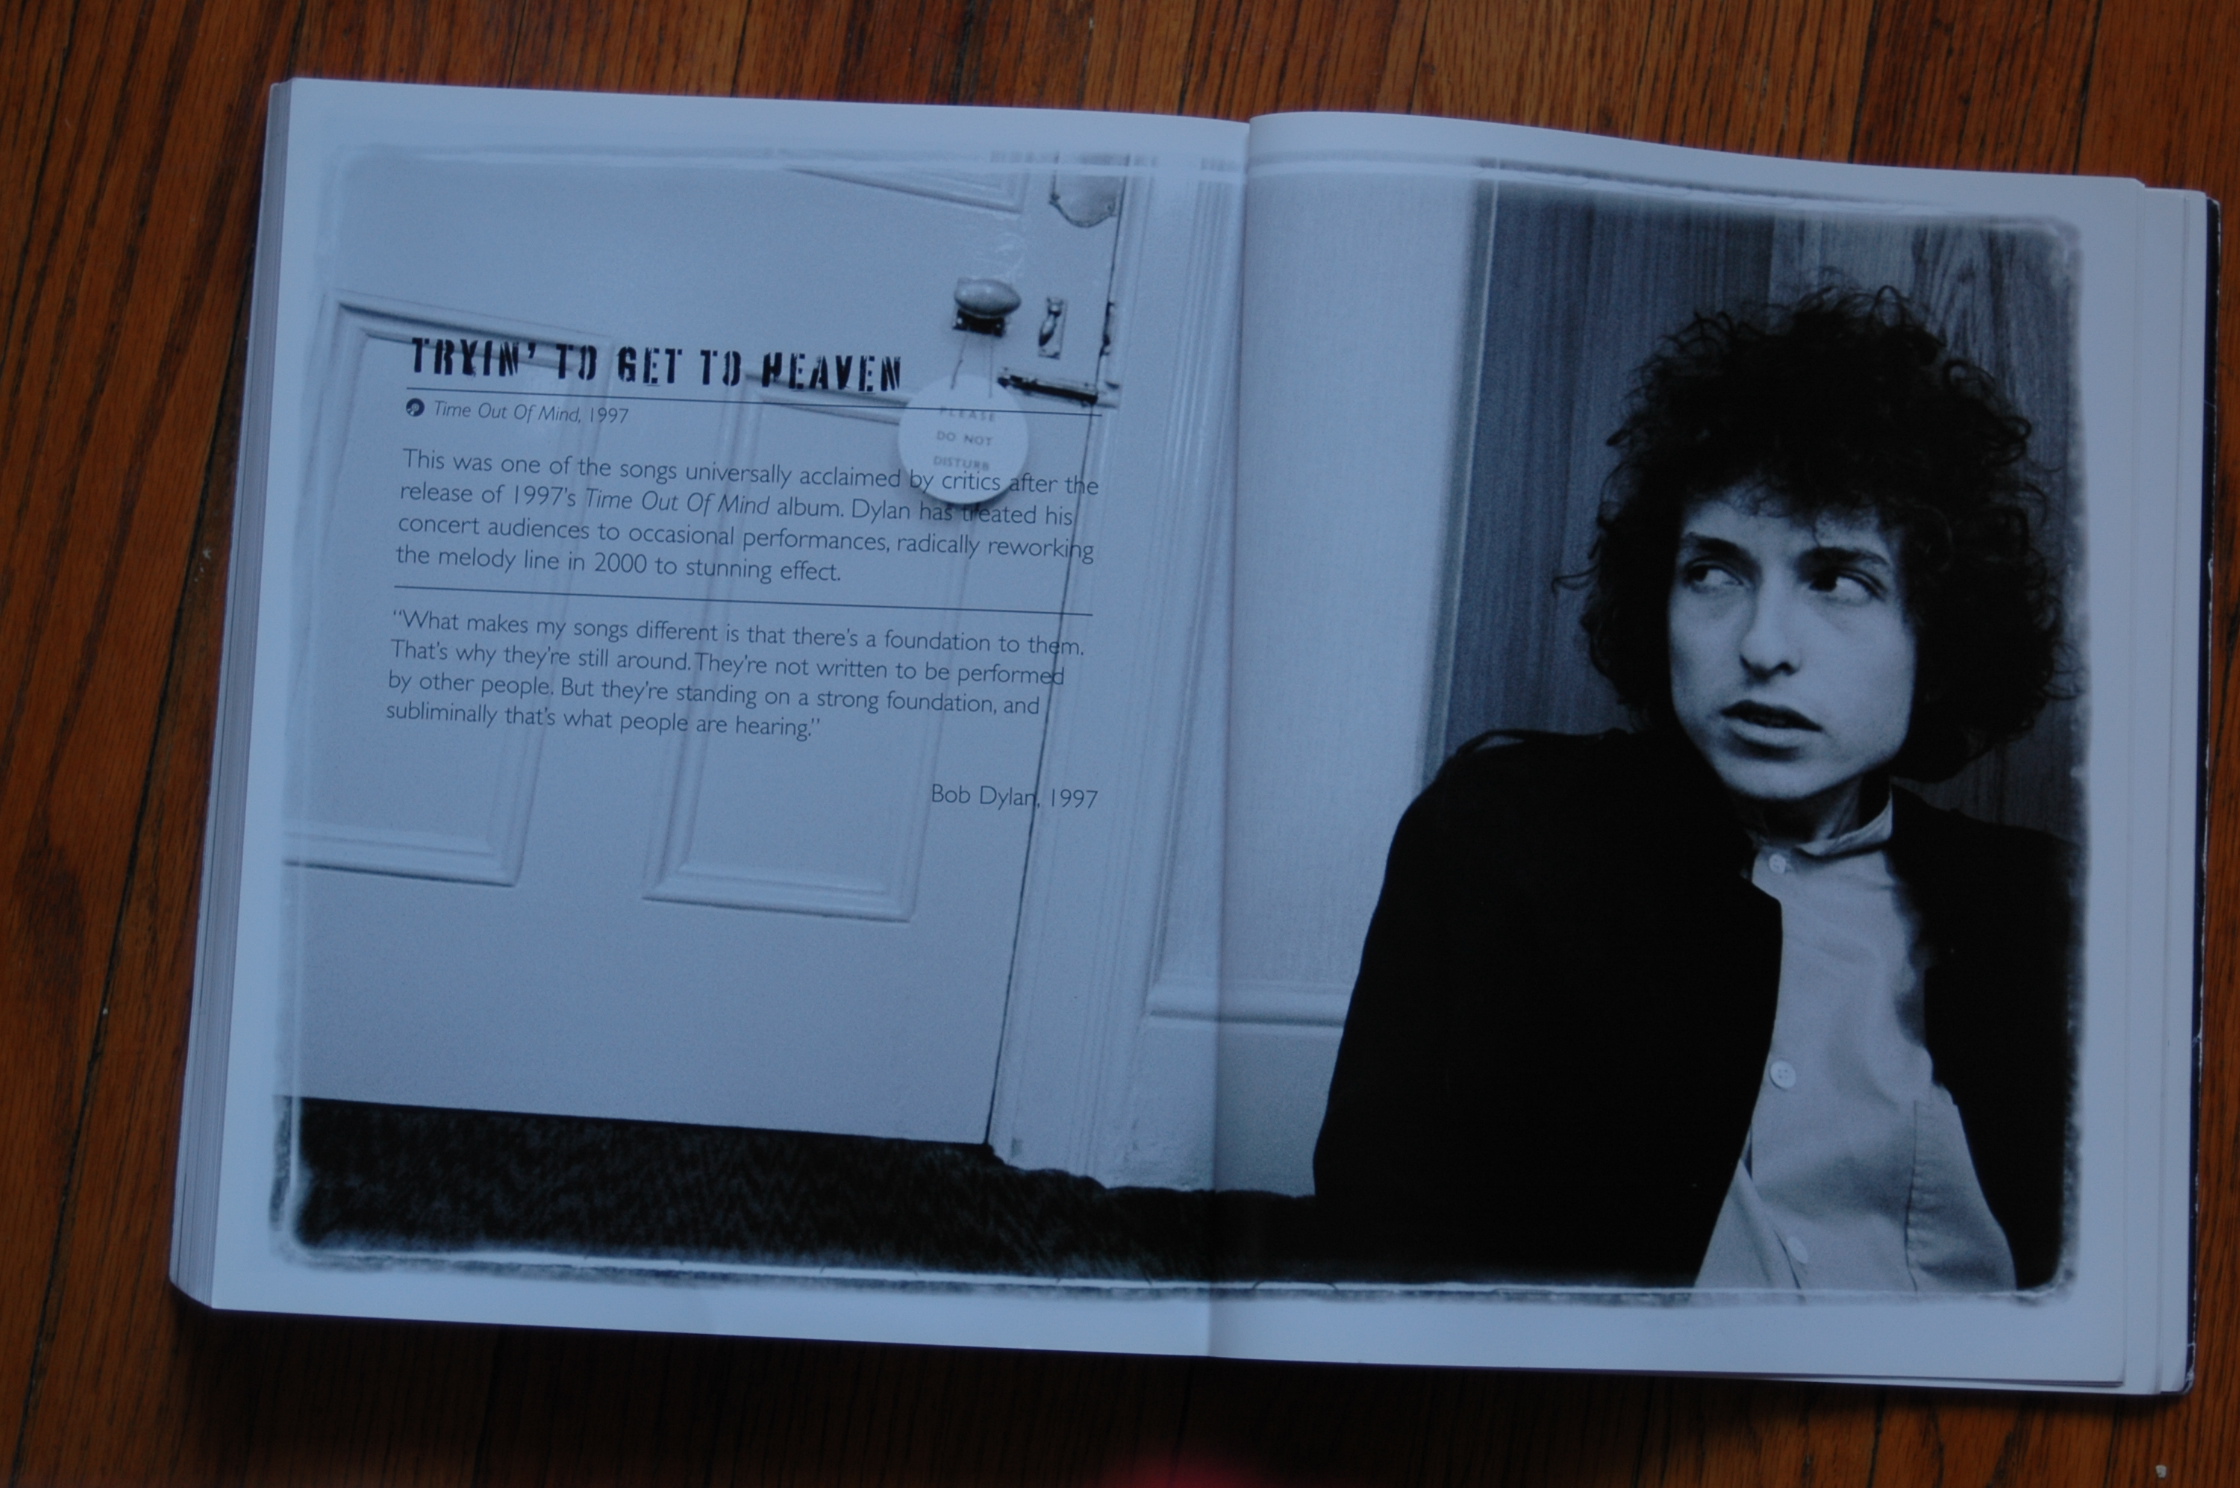 TRYIN' TO GET TO HEAVEN
Time Out Of Mind, 1997
PLEASE
DO NOT
DISTURB
This was one of the songs universally acclaimed by critics after the
release of 1997's Time Out Of Mind album. Dylan has treated his
concert audiences to occasional performances, radically reworking
the melody line in 2000 to stunning effect.
"What makes my songs different is that there's a foundation to them.
That's why they're still around. They're not written to be performed
by other people. But they're standing on a strong foundation, and
subliminally that's what people are hearing."
Bob Dylan, 1997